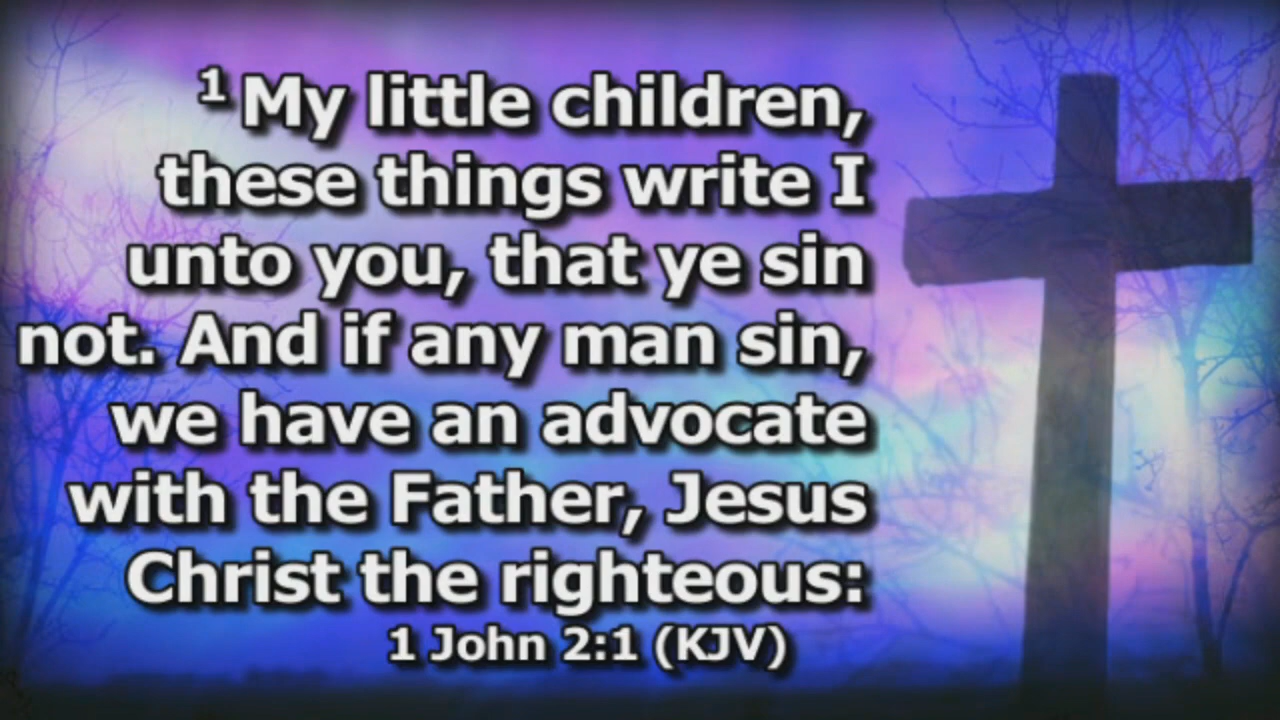 ¹ My little children,
these things write I
unto you, that ye sin
not. And if any man sin,
we have an advocate
with the Father, Jesus
Christ the righteous:
1 John 2:1 (KJV)